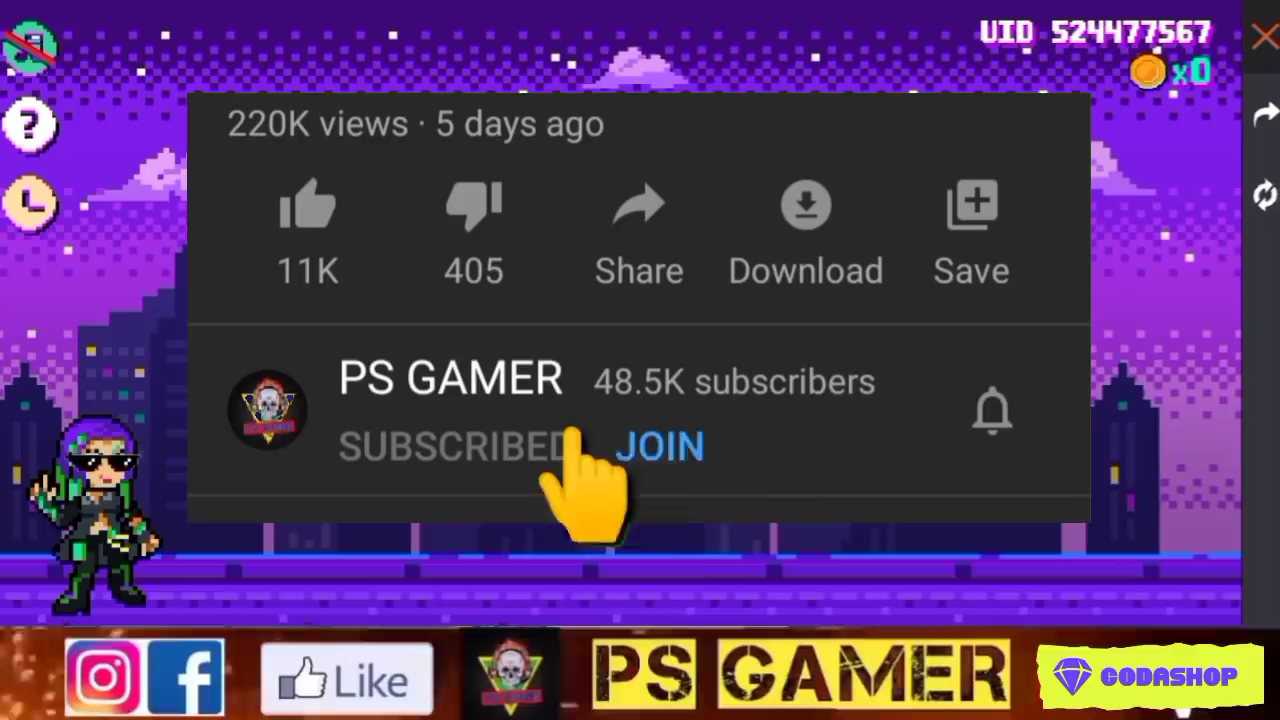 UID 524477567
x0
?
220K views · 5 days ago
11K
405
Share
Download
Save
PS GAMER
48.5K subscribers
SUBSCRIBED
JOIN
f
Like
PS GAMER
CODASHOP